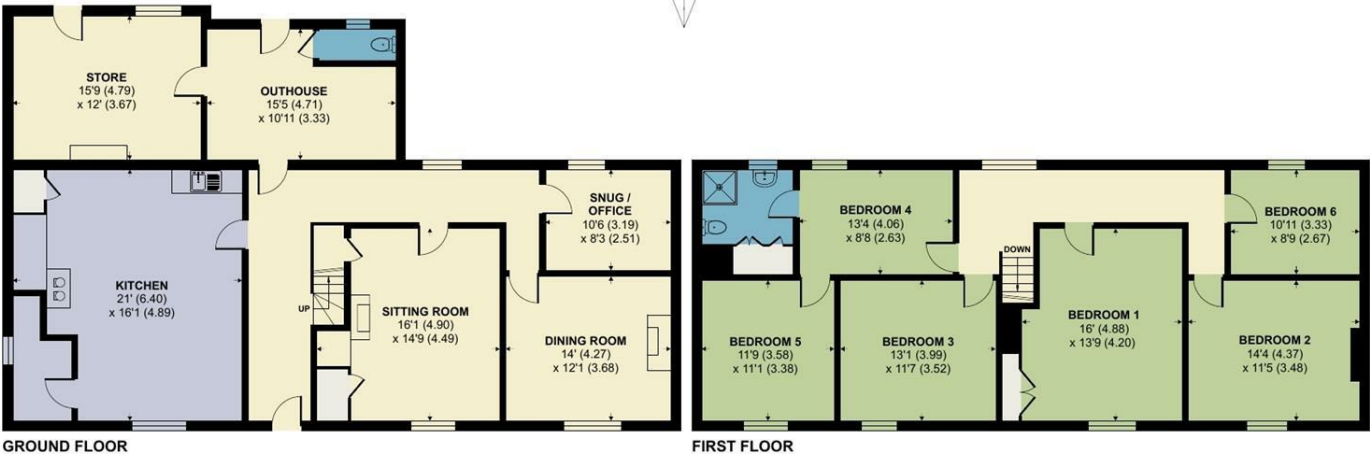 STORE
15'9 (4.79)
x 12' (3.67)
OUTHOUSE
15'5 (4.71)
x 10'11 (3.33)
KITCHEN
21' (6.40)
x 16'1 (4.89)
UP
SITTING ROOM
16'1 (4.90)
x 14'9 (4.49)
SNUG /
OFFICE
10'6 (3.19)
x 8'3 (2.51)
DINING ROOM
14' (4.27)
x 12'1 (3.68)
GROUND FLOOR
BEDROOM 4
13'4 (4.06)
x 8'8 (2.63)
BEDROOM 6
10'11 (3.33)
x 8'9 (2.67)
DOWN
BEDROOM 5
11'9 (3.58)
x 11'1 (3.38)
BEDROOM 3
13'1 (3.99)
x 11'7 (3.52)
BEDROOM 1
16' (4.88)
x 13'9 (4.20)
BEDROOM 2
14'4 (4.37)
x 11'5 (3.48)
FIRST FLOOR